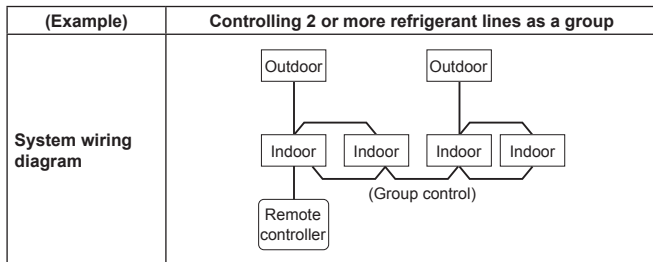 (Example)
Controlling 2 or more refrigerant lines as a group
System wiring
diagram
Outdoor
Outdoor
Indoor
Indoor
Indoor
Indoor
(Group control)
Remote
controller